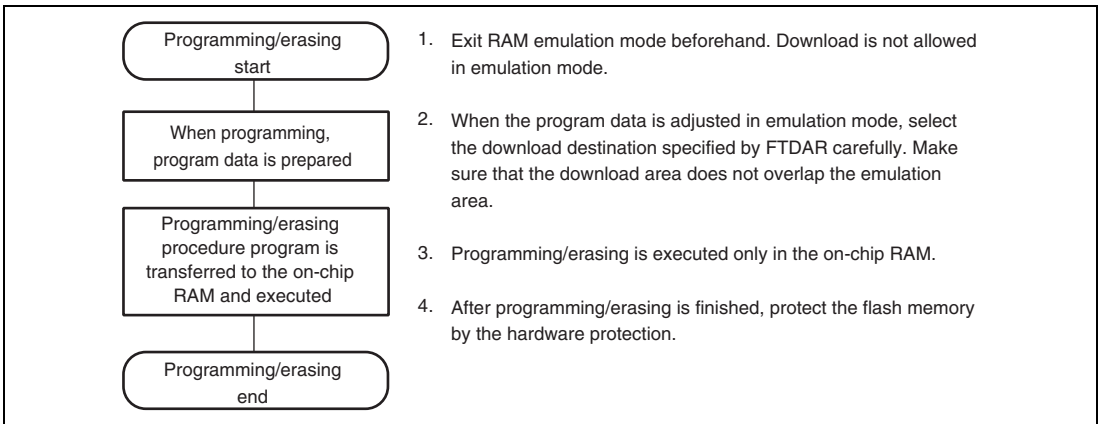 Programming/erasing
start
When programming,
program data is prepared
Programming/erasing
procedure program is
transferred to the on-chip
RAM and executed
Programming/erasing
end
1. Exit RAM emulation mode beforehand. Download is not allowed
in emulation mode.
2. When the program data is adjusted in emulation mode, select
the download destination specified by FTDAR carefully. Make
sure that the download area does not overlap the emulation
area.
3. Programming/erasing is executed only in the on-chip RAM.
4. After programming/erasing is finished, protect the flash memory
by the hardware protection.